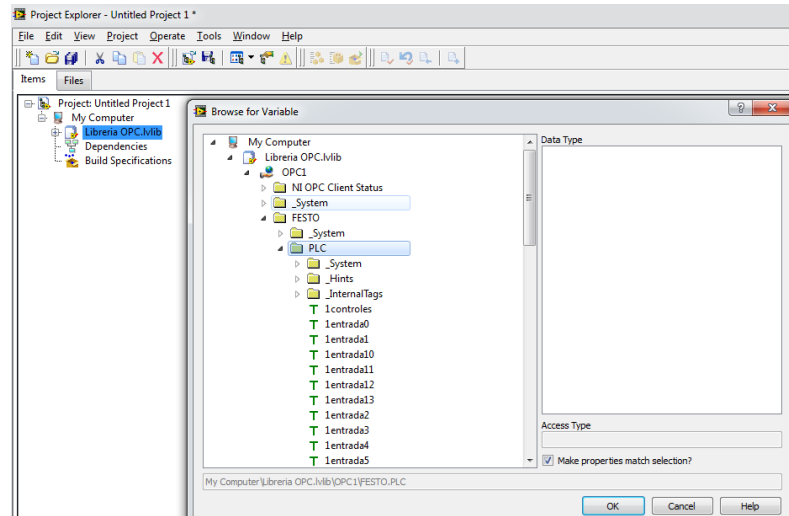 Project Explorer - Untitled Project 1 *
File Edit View Project Operate Tools Window Help
Items Files
Project: Untitled Project 1
My Computer
Libreria OPC.lvlib
Dependencies
Build Specifications
Browse for Variable
My Computer
Libreria OPC.lvlib
OPC1
NI OPC Client Status
_System
FESTO
_System
PLC
_System
_Hints
_InternalTags
1controles
1entrada0
1entrada1
1entrada10
1entrada11
1entrada12
1entrada13
1entrada2
1entrada3
1entrada4
1entrada5
Data Type
Access Type
Make properties match selection?
My Computer\Libreria OPC.lvlib\OPC1\FESTO.PLC
OK Cancel Help